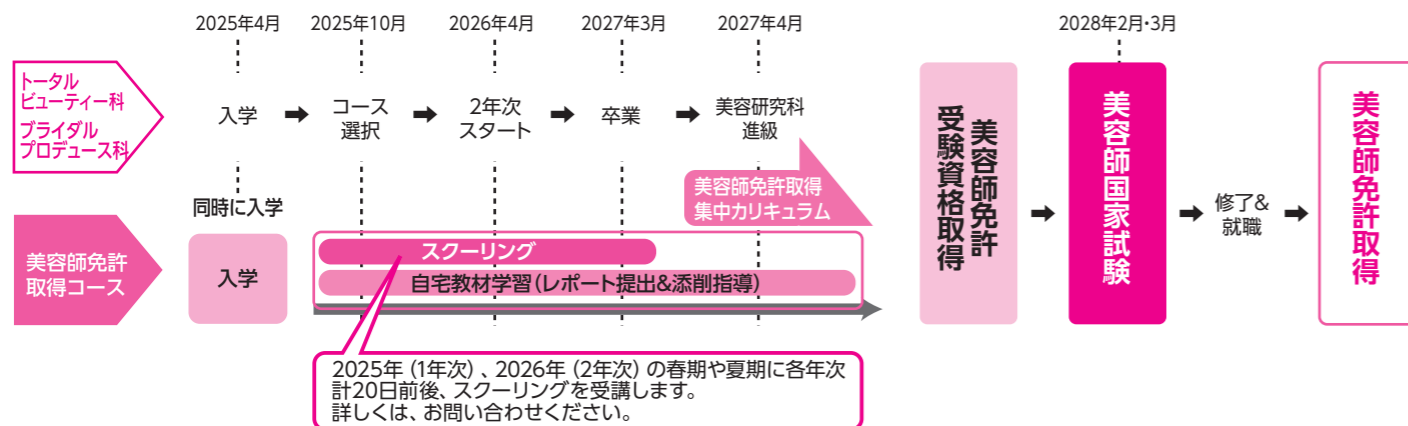 2025年4月
2025年10月
2026年4月
2027年3月
2027年4月
2028年2月・3月
トータル
ビューティー科
ブライダル
プロデュース科
入学
コース
選択
2年次
スタート
卒業
美容研究科
進級
美容師免許取得
集中カリキュラム
美容師免許
受験資格取得
美容師国家試験
修了&
就職
美容師免許取得
同時に入学
美容師免許
取得コース
入学
スクーリング
自宅教材学習(レポート提出&添削指導)
2025年(1年次)、2026年(2年次)の春期や夏期に各年次
計20日前後、スクーリングを受講します。
詳しくは、お問い合わせください。